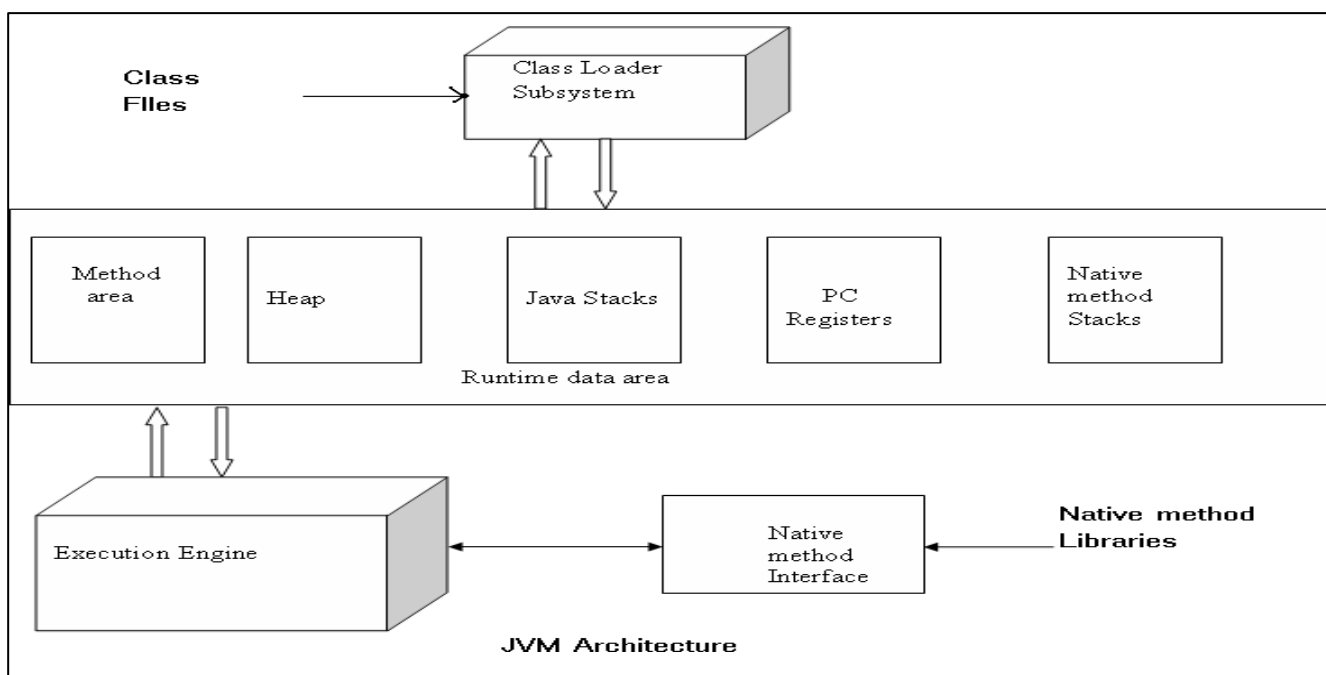 Class
FIles
Class Loader
Subsystem
Method
area
Heap
Java Stacks
PC
Registers
Native
method
Stacks
Runtime data area
Execution Engine
Native
method
Interface
Native method
Libraries
JVM Architecture